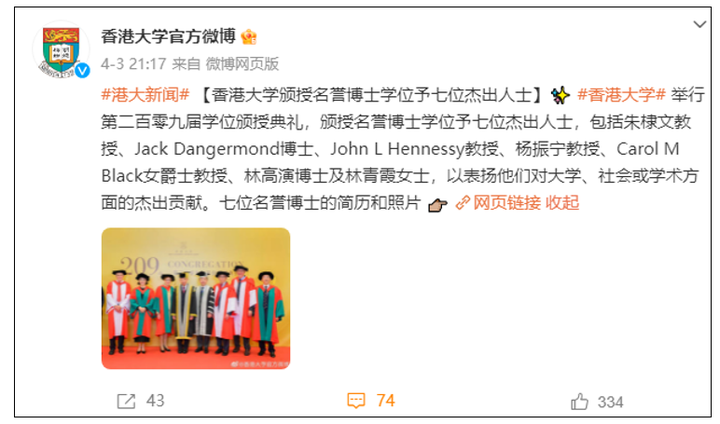 香港大学官方微博
4-3 21:17 来自 微博网页版
#港大新闻# 【香港大学颁授名誉博士学位予七位杰出人士】 #香港大学# 举行
第二百零九届学位颁授典礼，颁授名誉博士学位予七位杰出人士，包括朱棣文教
授、Jack Dangermond博士、John L Hennessy教授、杨振宁教授、Carol M
Black女爵士教授、林高演博士及林青霞女士，以表扬他们对大学、社会或学术方
面的杰出贡献。七位名誉博士的简历和照片 网页链接 收起
209
CONGREGATION
@香港大学官方微博
43 74 334